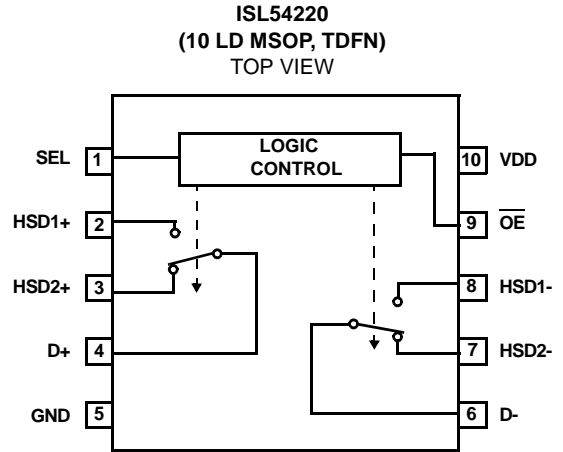 ISL54220
(10 LD MSOP, TDFN)
TOP VIEW
LOGIC
CONTROL
SEL 1
10 VDD
HSD1+ 2
9 OE
HSD2+ 3
8 HSD1-
D+ 4
7 HSD2-
GND 5
6 D-